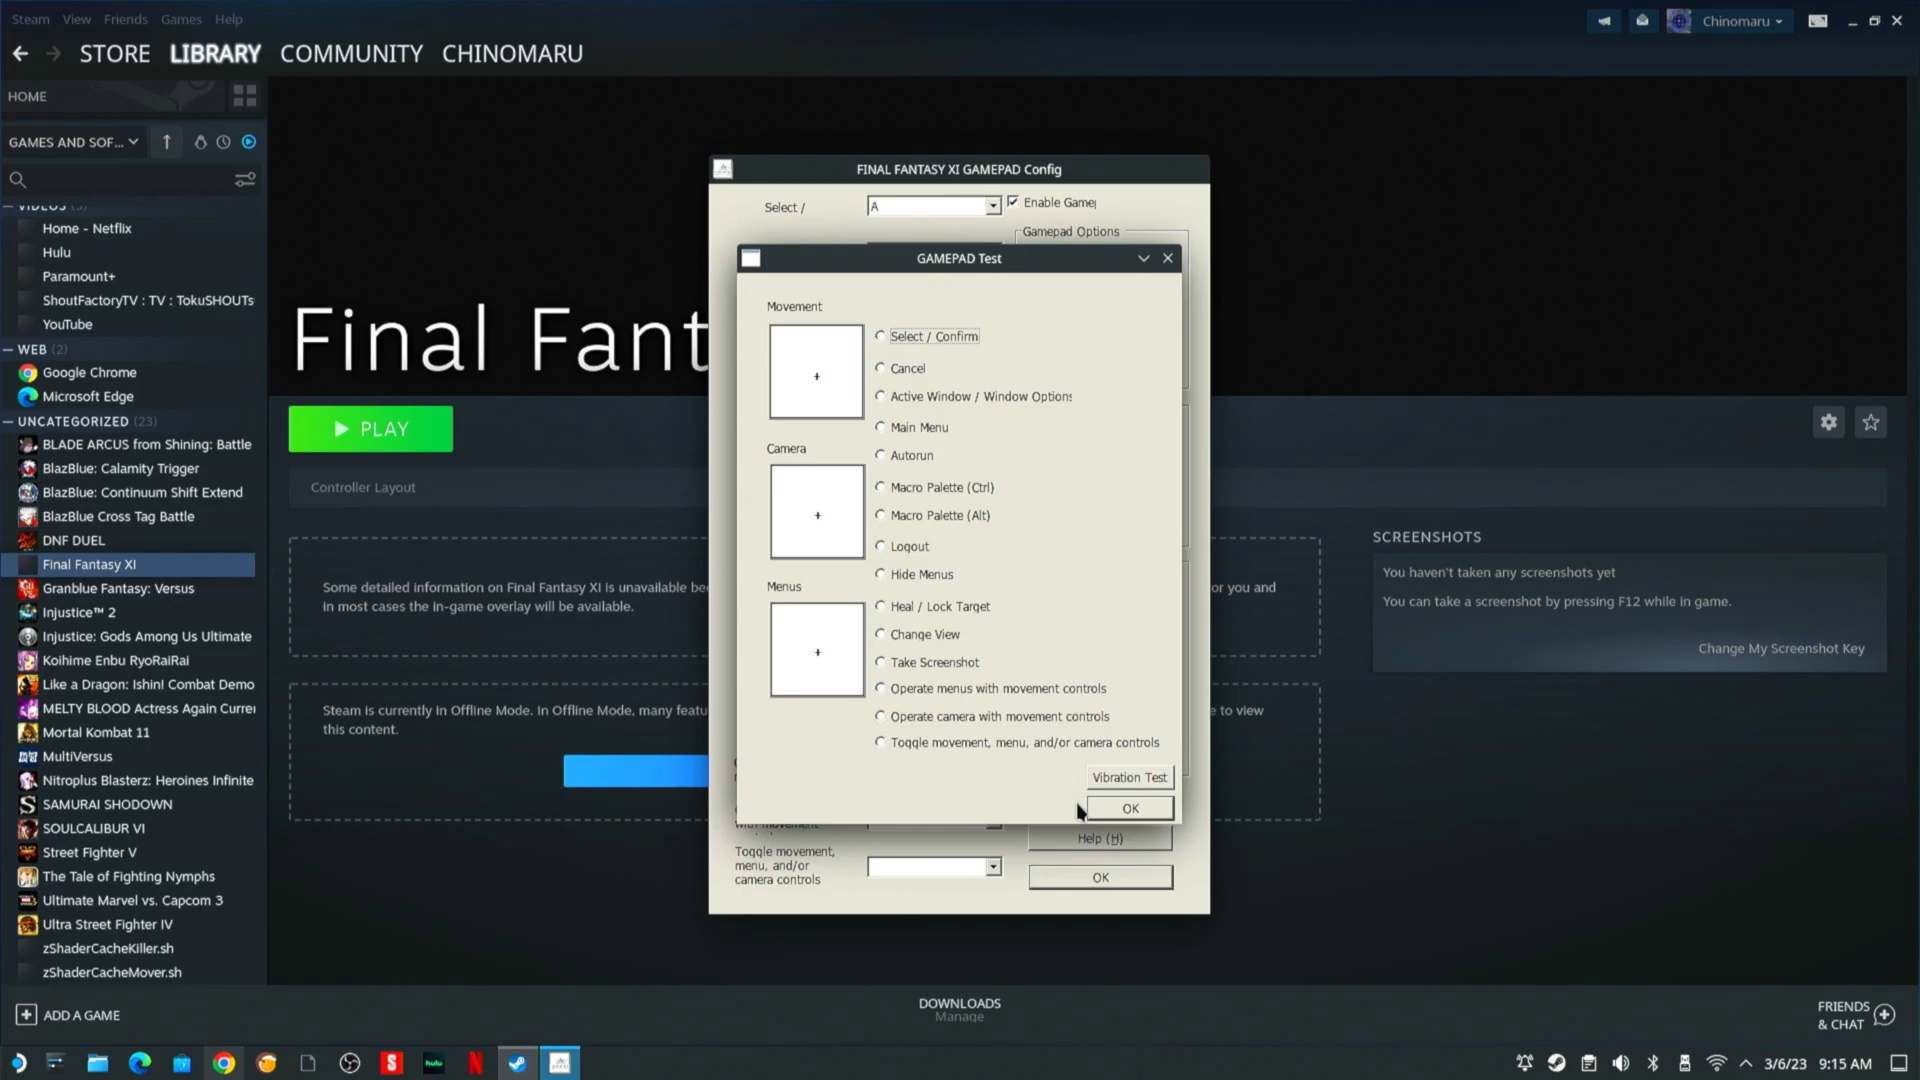 Steam View Friends Games Help
Chinomaru
STORE LIBRARY COMMUNITY CHINOMARU
HOME
GAMES AND SOF...
VIDEOS (5)
Home - Netflix
Hulu
Paramount+
ShoutFactoryTV : TV : TokuSHOUTs
YouTube
WEB (2)
Google Chrome
Microsoft Edge
UNCATEGORIZED (23)
BLADE ARCUS from Shining: Battle
BlazBlue: Calamity Trigger
BlazBlue: Continuum Shift Extend
BlazBlue Cross Tag Battle
DNF DUEL
Final Fantasy XI
Granblue Fantasy: Versus
Injustice™ 2
Injustice: Gods Among Us Ultimate
Koihime Enbu RyoRaiRai
Like a Dragon: Ishin! Combat Demo
MELTY BLOOD Actress Again Curre
Mortal Kombat 11
MultiVersus
Nitroplus Blasterz: Heroines Infinite
SAMURAI SHODOWN
SOULCALIBUR VI
Street Fighter V
The Tale of Fighting Nymphs
Ultimate Marvel vs. Capcom 3
Ultra Street Fighter IV
zShaderCacheKiller.sh
zShaderCacheMover.sh
ADD A GAME
Final Fant
PLAY
Controller Layout
Some detailed information on Final Fantasy XI is unavailable be
or you and
in most cases the in-game overlay will be available.
Steam is currently in Offline Mode. In Offline Mode, many featu
e to view
this content.
SCREENSHOTS
You haven't taken any screenshots yet
You can take a screenshot by pressing F12 while in game.
Change My Screenshot Key
FINAL FANTASY XI GAMEPAD Config
Select /
A
Enable Game
Gamepad Options
GAMEPAD Test
Movement
Select / Confirm
Cancel
Active Window / Window Options
Main Menu
Camera
Autorun
Macro Palette (Ctrl)
Macro Palette (Alt)
Logout
Hide Menus
Menus
Heal / Lock Target
Change View
Take Screenshot
Operate menus with movement controls
Operate camera with movement controls
Toggle movement, menu, and/or camera controls
Vibration Test
OK
with movement
Help (H)
Toggle movement,
menu, and/or
camera controls
OK
DOWNLOADS
Manage
FRIENDS
& CHAT
hulu
3/6/23 9:15 AM